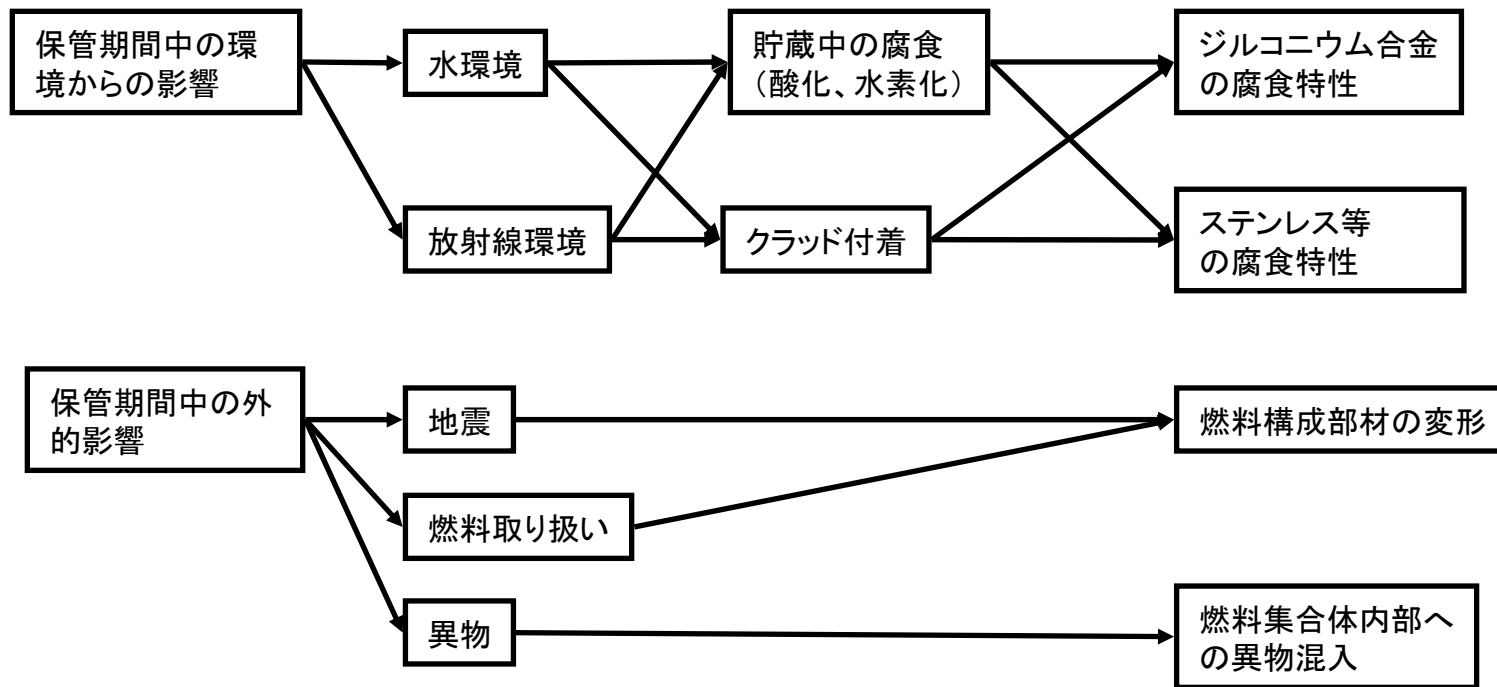 保管期間中の環
境からの影響
水環境
貯蔵中の腐食
（酸化、水素化）
ジルコニウム合金
の腐食特性
放射線環境
クラッド付着
ステンレス等
の腐食特性
保管期間中の外
的影響
地震
燃料構成部材の変形
燃料取り扱い
異物
燃料集合体内部へ
の異物混入